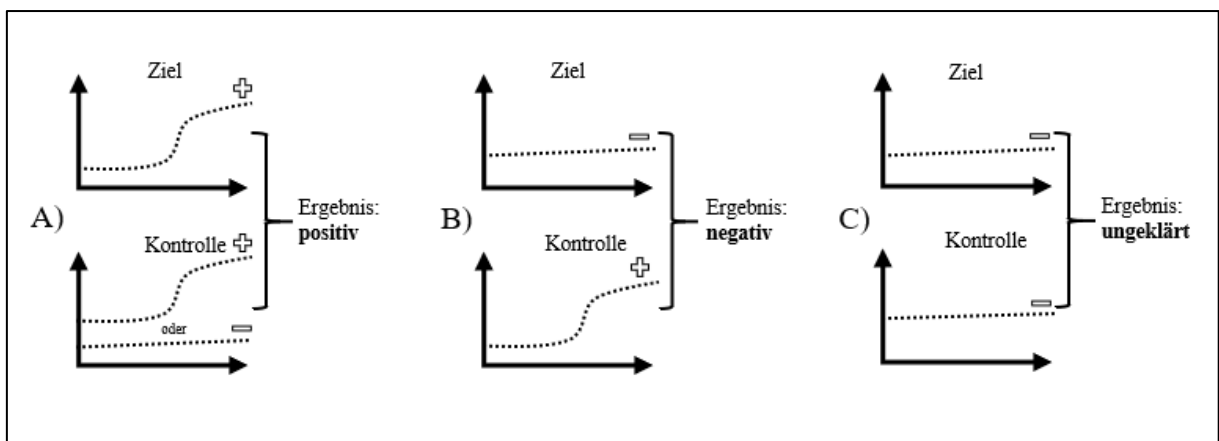 Ziel
A)
Kontrolle
oder
Ergebnis:
positiv
Ziel
B)
Kontrolle
Ergebnis:
negativ
Ziel
C)
Kontrolle
Ergebnis:
ungeklärt